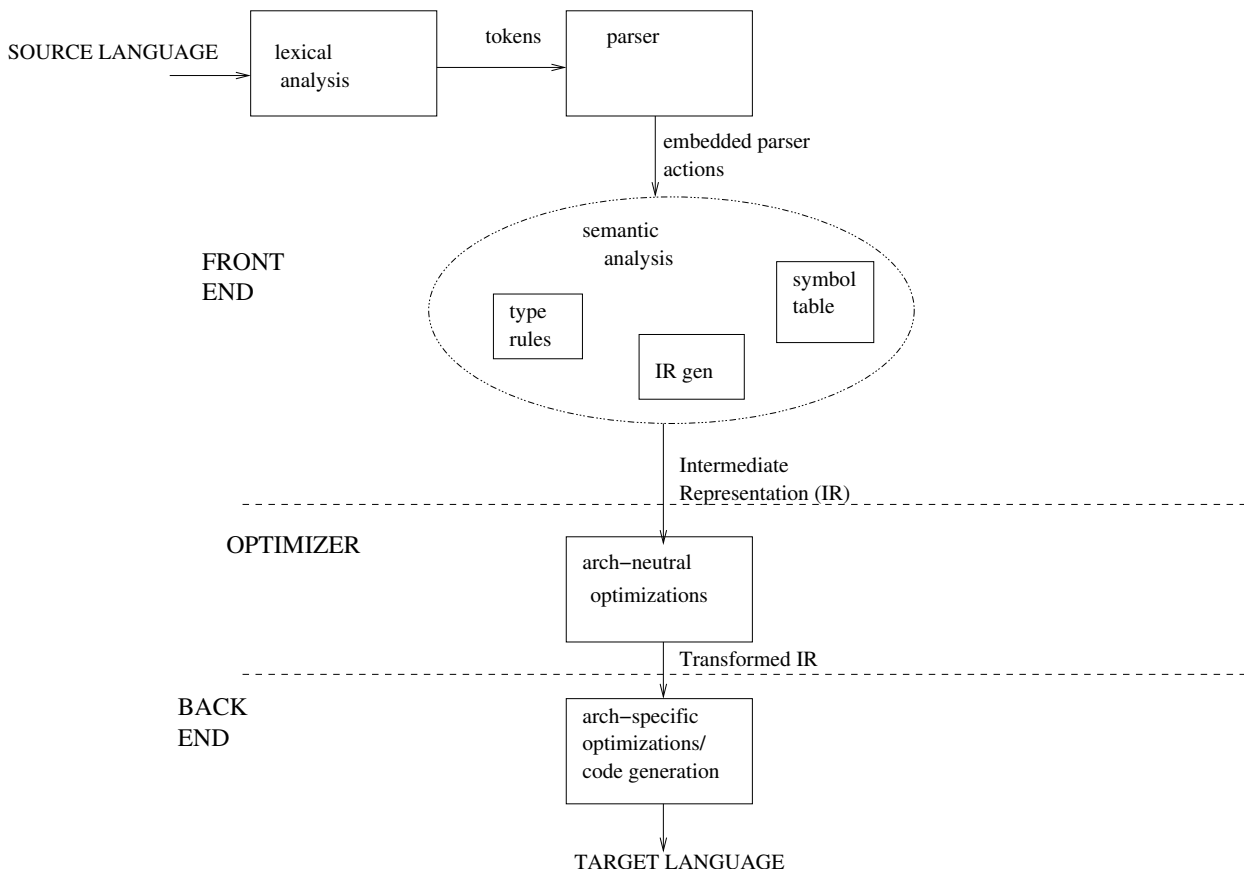 SOURCE LANGUAGE
lexical
analysis
tokens
parser
embedded parser
actions
FRONT
END
semantic
analysis
type
rules
IR gen
symbol
table
Intermediate
Representation (IR)
OPTIMIZER
arch−neutral
optimizations
Transformed IR
BACK
END
arch−specific
optimizations/
code generation
TARGET LANGUAGE